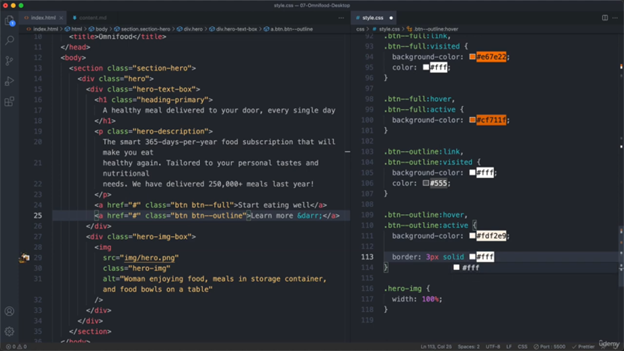 style.css — 07-Omnifood-Desktop
index.html
content.md
style.css
index.html > html > body > section.section-hero > div.hero > div.hero-text-box > a.btn.btn--outline
css > style.css > .btn--outline:hover
10 <title>Omnifood</title>
11 </head>
12 <body>
13 <section class="section-hero">
14 <div class="hero">
15 <div class="hero-text-box">
16 <h1 class="heading-primary">
17 A healthy meal delivered to your door, every single day
18 </h1>
19 <p class="hero-description">
20 The smart 365-days-per-year food subscription that will
make you eat
21 healthy again. Tailored to your personal tastes and
nutritional
22 needs. We have delivered 250,000+ meals last year!
23 </p>
24 <a href="#" class="btn btn--full">Start eating well</a>
25 <a href="#" class="btn btn--outline">Learn more &darr;</a>
26 </div>
27 <div class="hero-img-box">
28 <img
src="img/hero.png"
30 class="hero-img"
31 alt="Woman enjoying food, meals in storage container,
and food bowls on a table"
32 />
33 </div>
34 </div>
35 </section>
36 </body>
92 .btn--full:link,
93 .btn--full:visited {
94 background-color: #e67e22;
95 color: #fff;
96 }
97
98 .btn--full:hover,
99 .btn--full:active {
100 background-color: #cf711f;
101 }
102
103 .btn--outline:link,
104 .btn--outline:visited {
105 background-color: #fff;
106 color: #555;
107 }
108
109 .btn--outline:hover,
110 .btn--outline:active {
111 background-color: #fdf2e9;
112
113 border: 3px solid #fff
114 } #fff
115
116 .hero-img {
117 width: 100%;
118 }
119
Spaces: 2 UTF-8 LF CSS Port : 5500 Prettier
Udemy